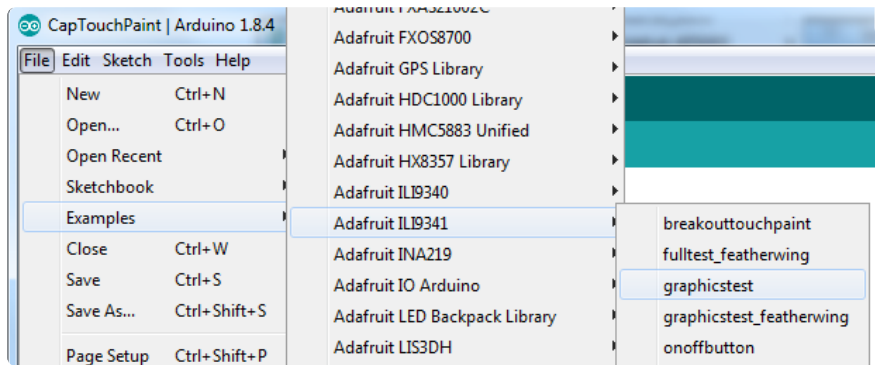 CapTouchPaint | Arduino 1.8.4
File Edit Sketch Tools Help
New Ctrl+N
Open... Ctrl+O
Open Recent
Sketchbook
Examples
Close Ctrl+W
Save Ctrl+S
Save As... Ctrl+Shift+S
Page Setup Ctrl+Shift+P
Adafruit FXAS21002C
Adafruit FXOS8700
Adafruit GPS Library
Adafruit HDC1000 Library
Adafruit HMC5883 Unified
Adafruit HX8357 Library
Adafruit ILI9340
Adafruit ILI9341
Adafruit INA219
Adafruit IO Arduino
Adafruit LED Backpack Library
Adafruit LIS3DH
breakouttouchpaint
fulltest_featherwing
graphicstest
graphicstest_featherwing
onoffbutton